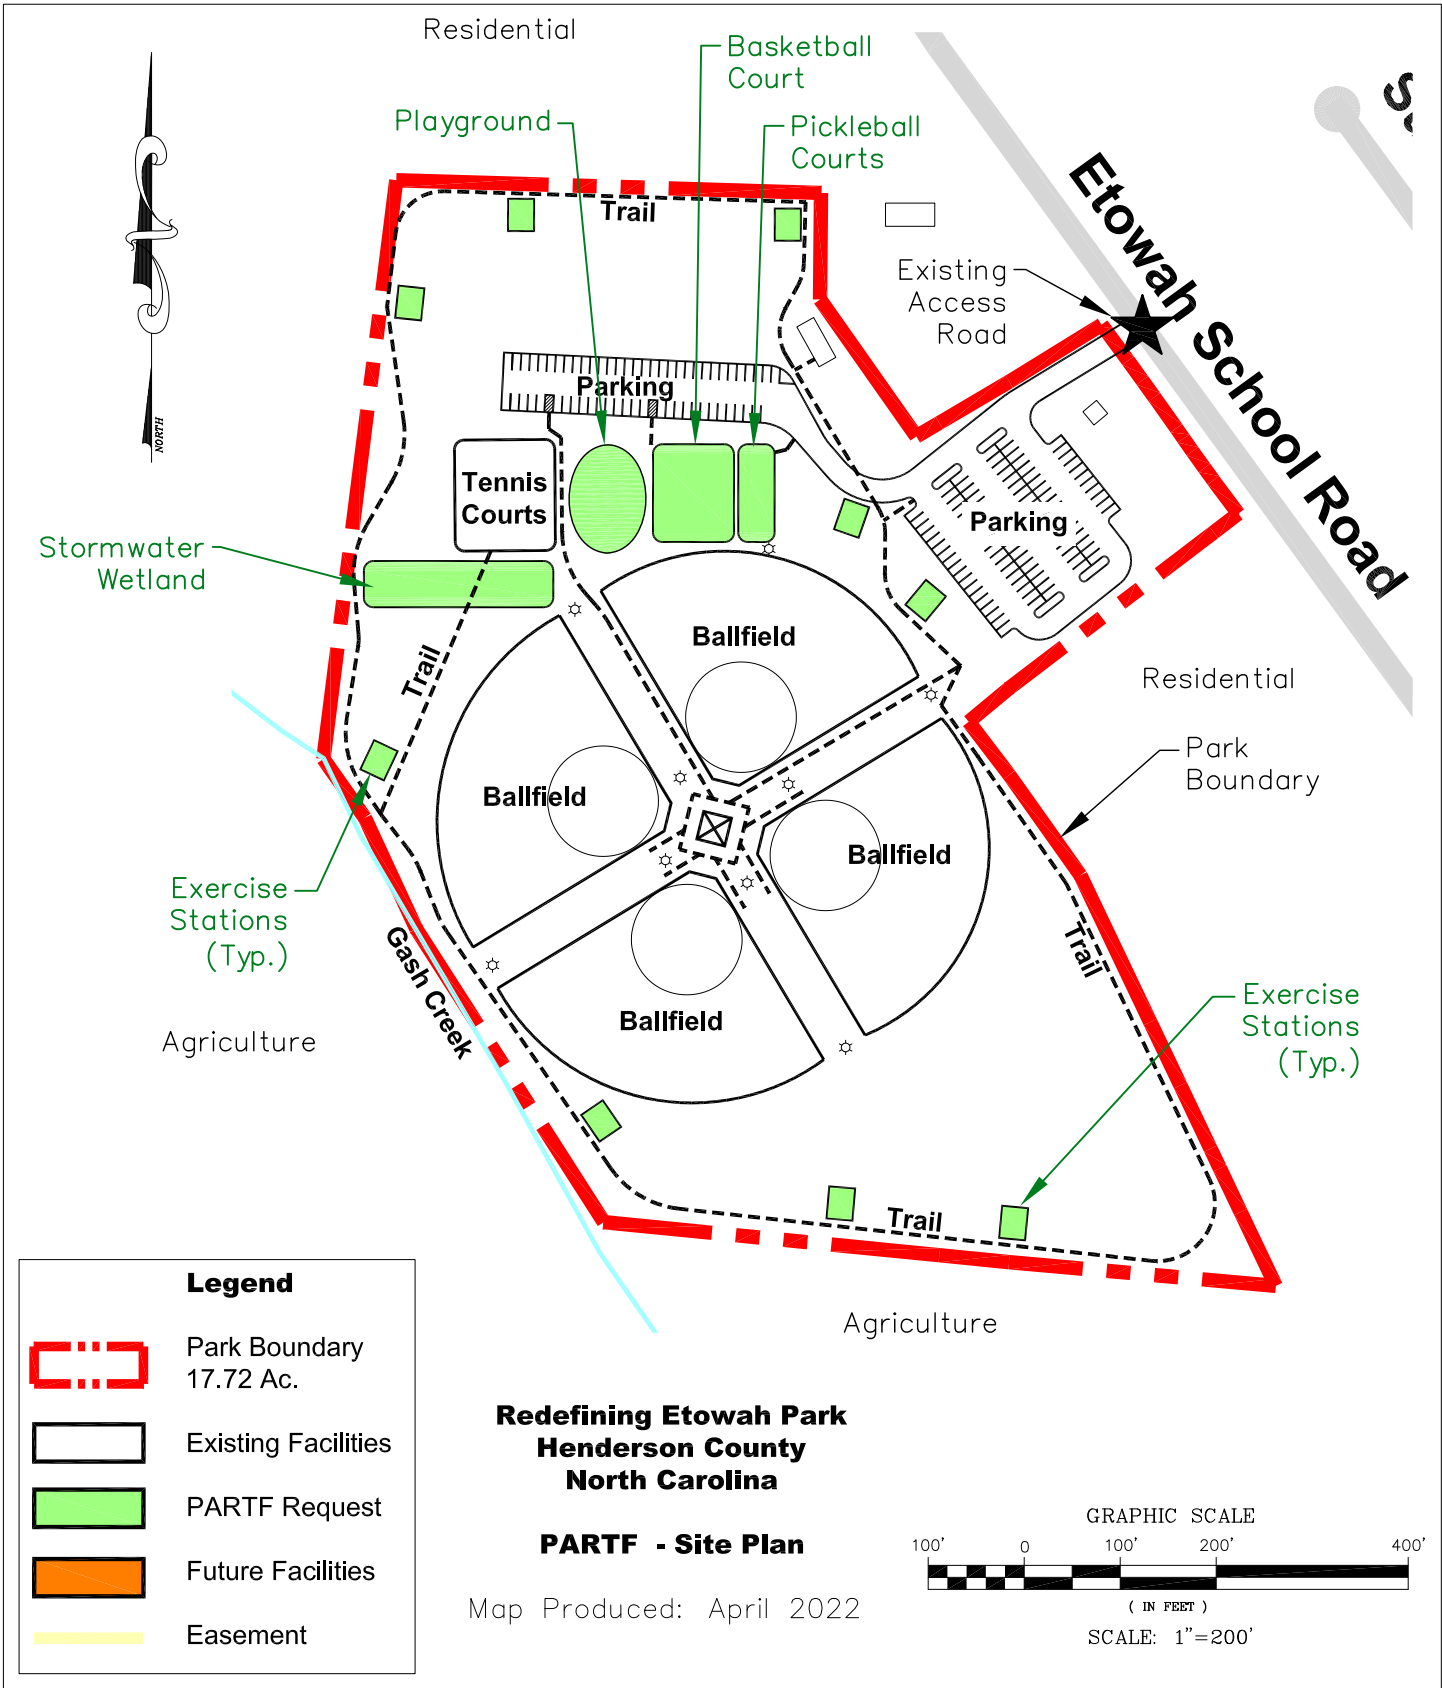 Residential
Basketball
Court
Playground
Pickleball
Courts
Trail
Etowah School Road
Existing
Access
Road
NORTH
Parking
Tennis
Courts
Parking
Stormwater
Wetland
Ballfield
Trail
Residential
Park
Boundary
Ballfield
Ballfield
Exercise
Stations
(Typ.)
Gash Creek
Trail
Ballfield
Agriculture
Exercise
Stations
(Typ.)
Trail
Agriculture
Legend
Park Boundary
17.72 Ac.
Existing Facilities
PARTF Request
Future Facilities
Easement
Redefining Etowah Park
Henderson County
North Carolina
PARTF - Site Plan
Map Produced: April 2022
GRAPHIC SCALE
100' 0 100' 200' 400'
( IN FEET )
SCALE: 1"=200'